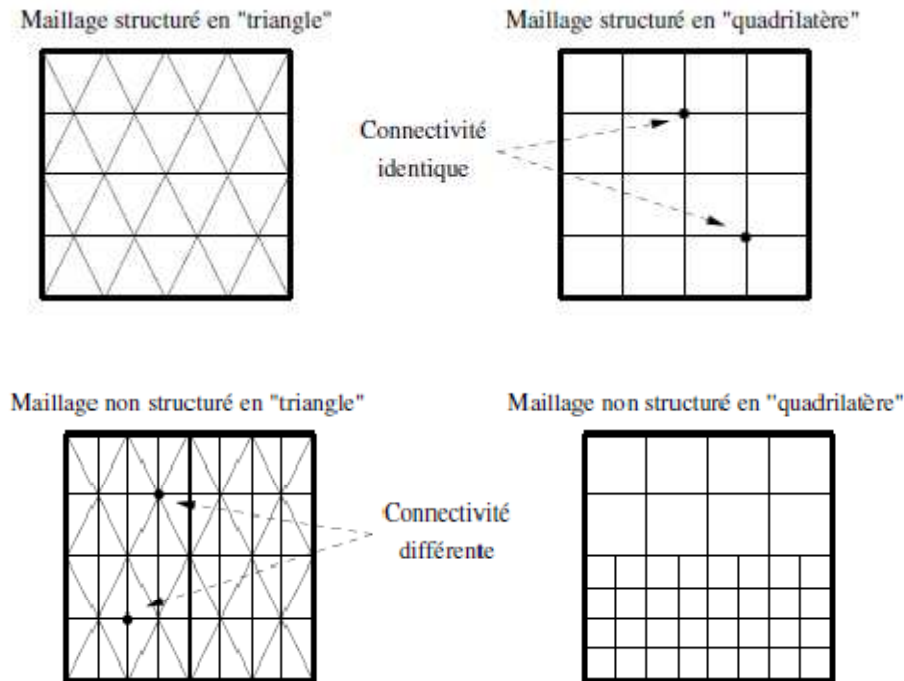 Maillage structuré en "triangle"
Maillage structuré en "quadrilatère"
Connectivité
identique
Maillage non structuré en "triangle"
Maillage non structuré en "quadrilatère"
Connectivité
différente